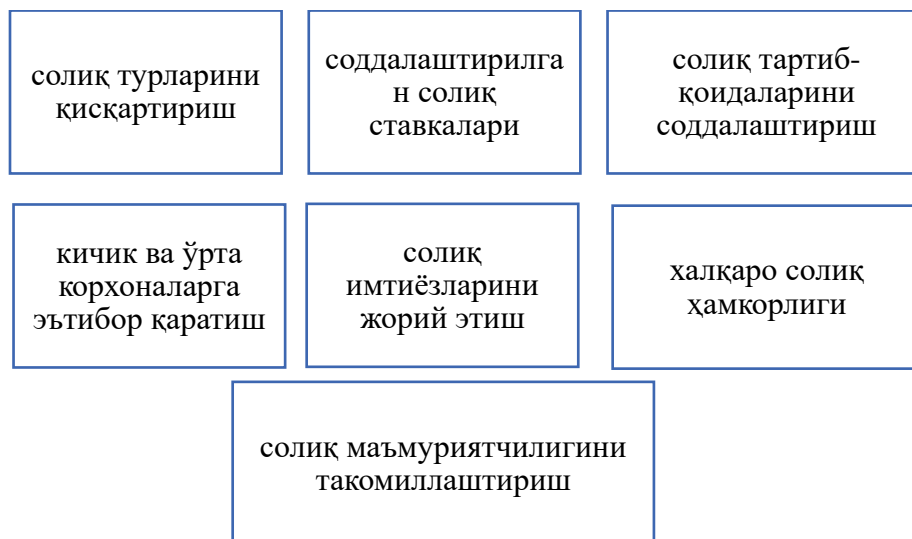 солиқ турларини
қисқартириш
соддалаштирилга
н солиқ
ставкалари
солиқ тартиб-
қоидаларини
соддалаштириш
кичик ва ўрта
корхоналарга
эътибор қаратиш
солиқ
имтиёзларини
жорий этиш
халқаро солиқ
ҳамкорлиги
солиқ маъмуриятчилигини
такомиллаштириш